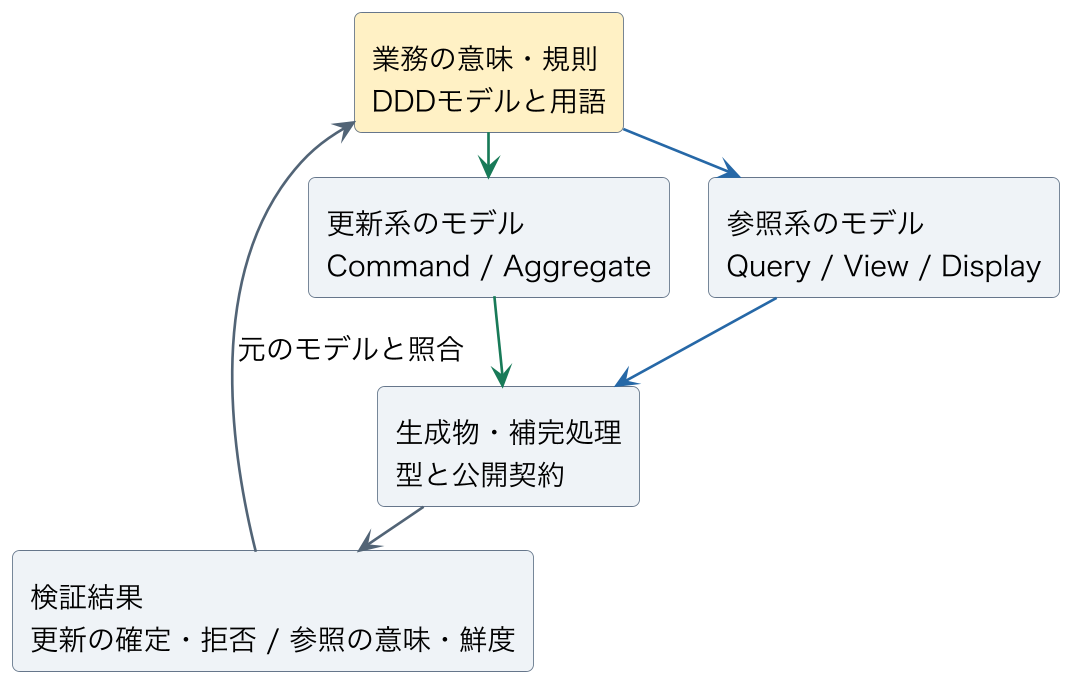 業務の意味・規則
DDDモデルと用語
更新系のモデル
Command / Aggregate
参照系のモデル
Query / View / Display
元のモデルと照合
生成物・補完処理
型と公開契約
検証結果
更新の確定・拒否 / 参照の意味・鮮度